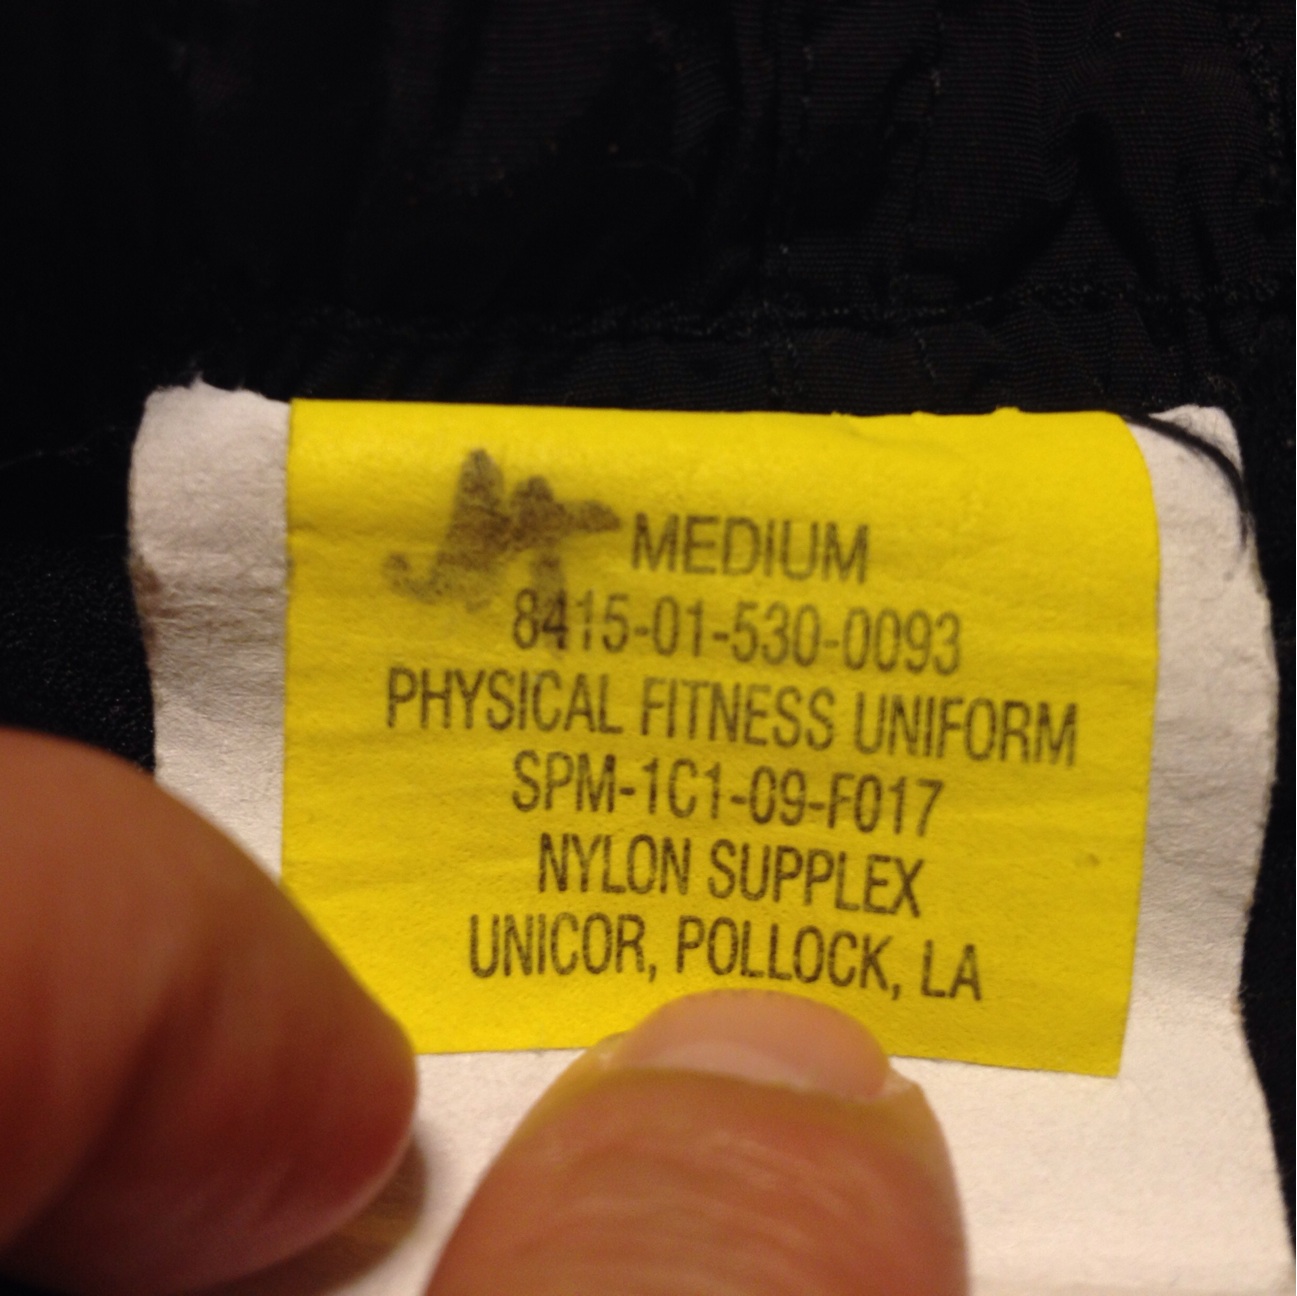 MEDIUM
8415-01-530-0093
PHYSICAL FITNESS UNIFORM
SPM-1C1-09-F017
NYLON SUPPLEX
UNICOR, POLLOCK, LA